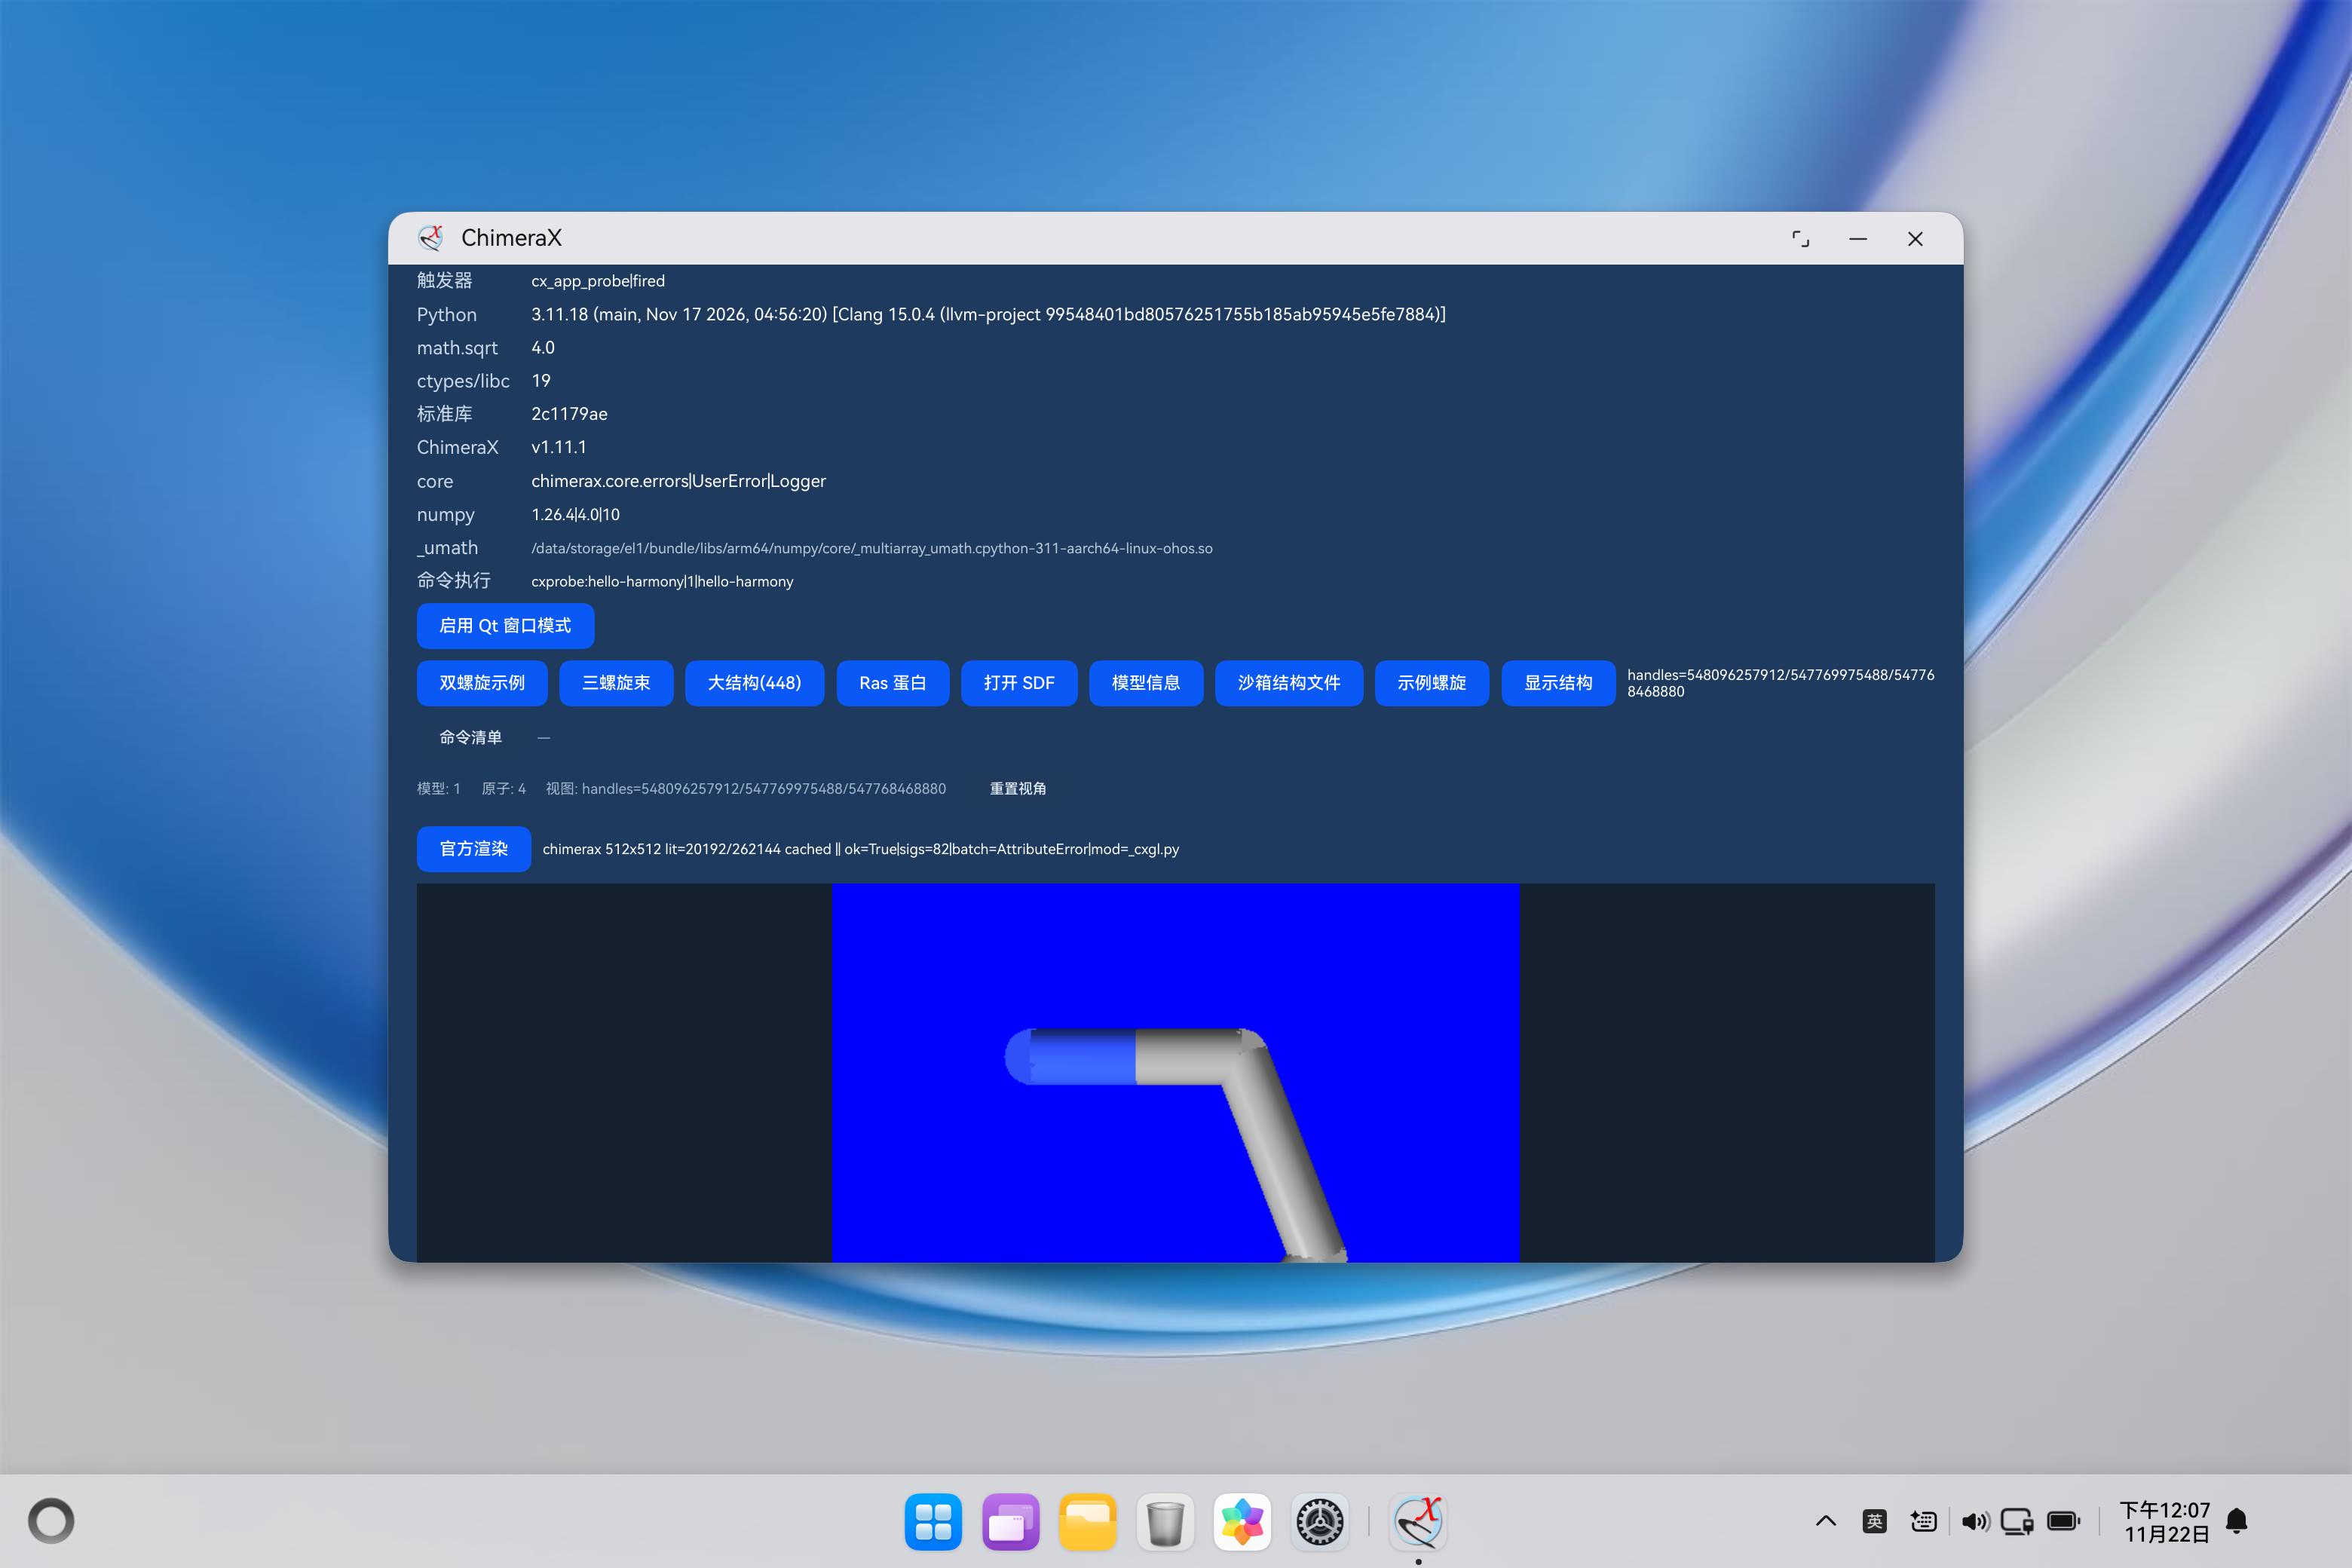 ChimeraX
触发器 cx_app_probe|fired
Python 3.11.18 (main, Nov 17 2026, 04:56:20) [Clang 15.0.4 (llvm-project 99548401bd80576251755b185ab95945e5fe7884)]
math.sqrt 4.0
ctypes/libc 19
标准库 2c1179ae
ChimeraX v1.11.1
core chimerax.core.errors|UserError|Logger
numpy 1.26.4|4.0|10
_umath /data/storage/el1/bundle/libs/arm64/numpy/core/_multiarray_umath.cpython-311-aarch64-linux-ohos.so
命令执行 cxprobe:hello-harmony|1|hello-harmony
启用 Qt 窗口模式
双螺旋示例 三螺旋束 大结构(448) Ras 蛋白 打开 SDF 模型信息 沙箱结构文件 示例螺旋 显示结构 handles=548096257912/547769975488/54776
8468880
命令清单 —
模型: 1 原子: 4 视图: handles=548096257912/547769975488/547768468880 重置视角
官方渲染 chimerax 512x512 lit=20192/262144 cached || ok=True|sigs=82|batch=AttributeError|mod=_cxgl.py
英
下午12:07
11月22日